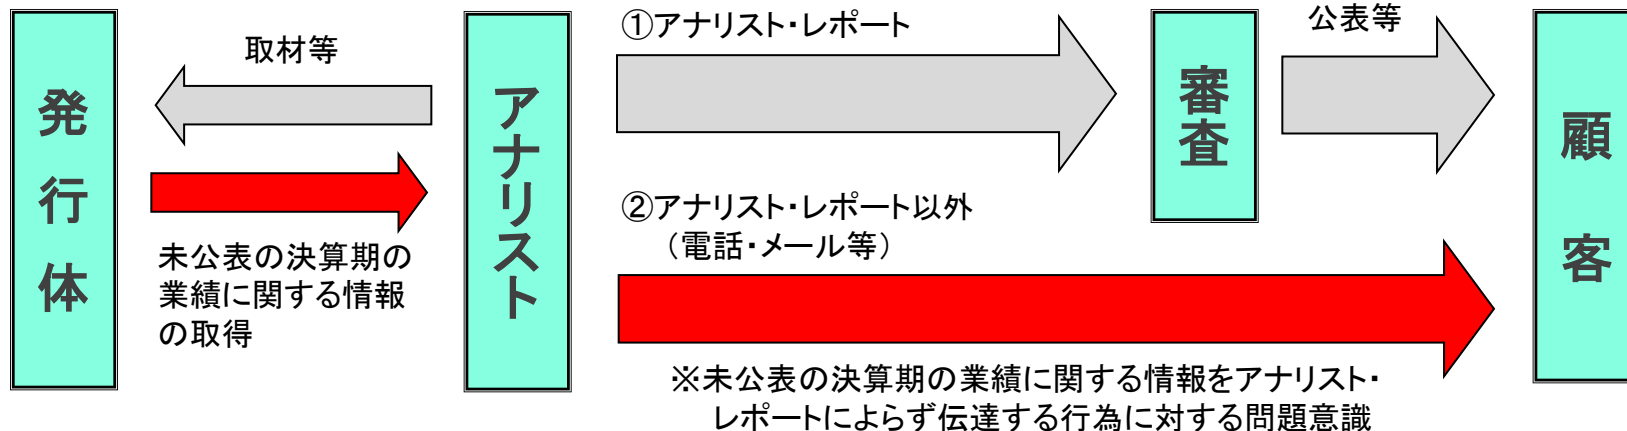 発行体
取材等
未公表の決算期の
業績に関する情報
の取得
アナリスト
①アナリスト・レポート
②アナリスト・レポート以外
（電話・メール等）
※未公表の決算期の業績に関する情報をアナリスト・
レポートによらず伝達する行為に対する問題意識
審査
公表等
顧客